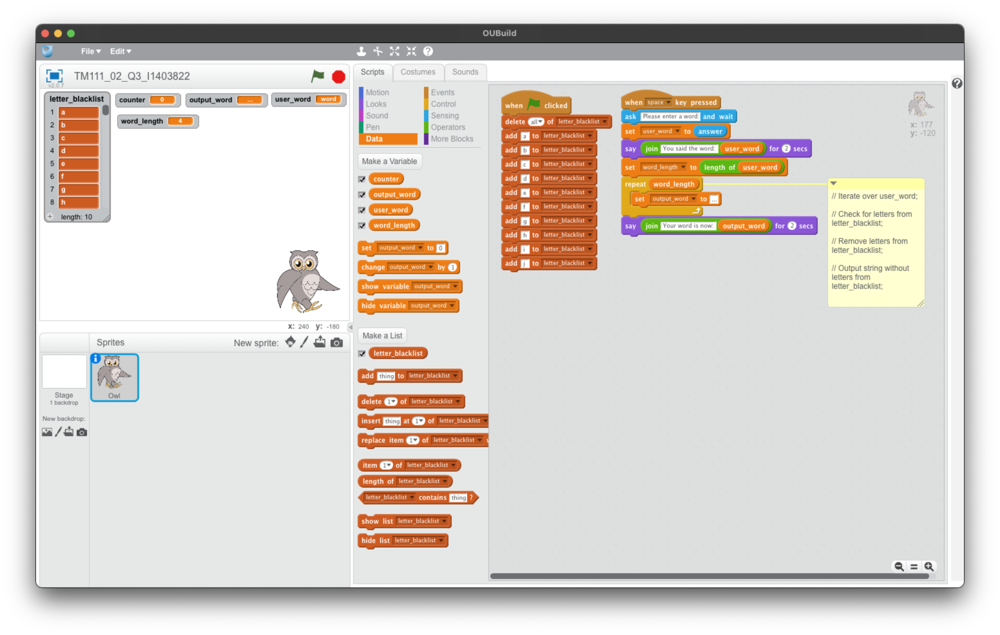 OUBuild
File Edit
v2.0.7
TM111_02_Q3_I1403822
letter_blacklist
1 a
2 b
3 c
4 d
5 e
6 f
7 g
8 h
+ length: 10
counter 0
output_word ...
user_word word
word_length 4
x: 240 y: -180
Sprites
New sprite:
Stage
1 backdrop
New backdrop:
Owl
Scripts
Costumes
Sounds
Motion
Looks
Sound
Pen
Data
Events
Control
Sensing
Operators
More Blocks
Make a Variable
counter
output_word
user_word
word_length
set output_word to 0
change output_word by 1
show variable output_word
hide variable output_word
Make a List
letter_blacklist
add thing to letter_blacklist
delete 1 of letter_blacklist
insert thing at 1 of letter_blacklist
replace item 1 of letter_blacklist
item 1 of letter_blacklist
length of letter_blacklist
letter_blacklist contains thing ?
show list letter_blacklist
hide list letter_blacklist
when clicked
delete all of letter_blacklist
add a to letter_blacklist
add b to letter_blacklist
add c to letter_blacklist
add d to letter_blacklist
add e to letter_blacklist
add f to letter_blacklist
add g to letter_blacklist
add h to letter_blacklist
add i to letter_blacklist
add j to letter_blacklist
when space key pressed
ask Please enter a word: and wait
set user_word to answer
say join You said the word: user_word for 2 secs
set word_length to length of user_word
repeat word_length
set output_word to ...
say join Your word is now: output_word for 2 secs
// Iterate over user_word;
// Check for letters from
letter_blacklist;
// Remove letters from
letter_blacklist;
// Output string without
letters from
letter_blacklist;
x: 177
y: -120